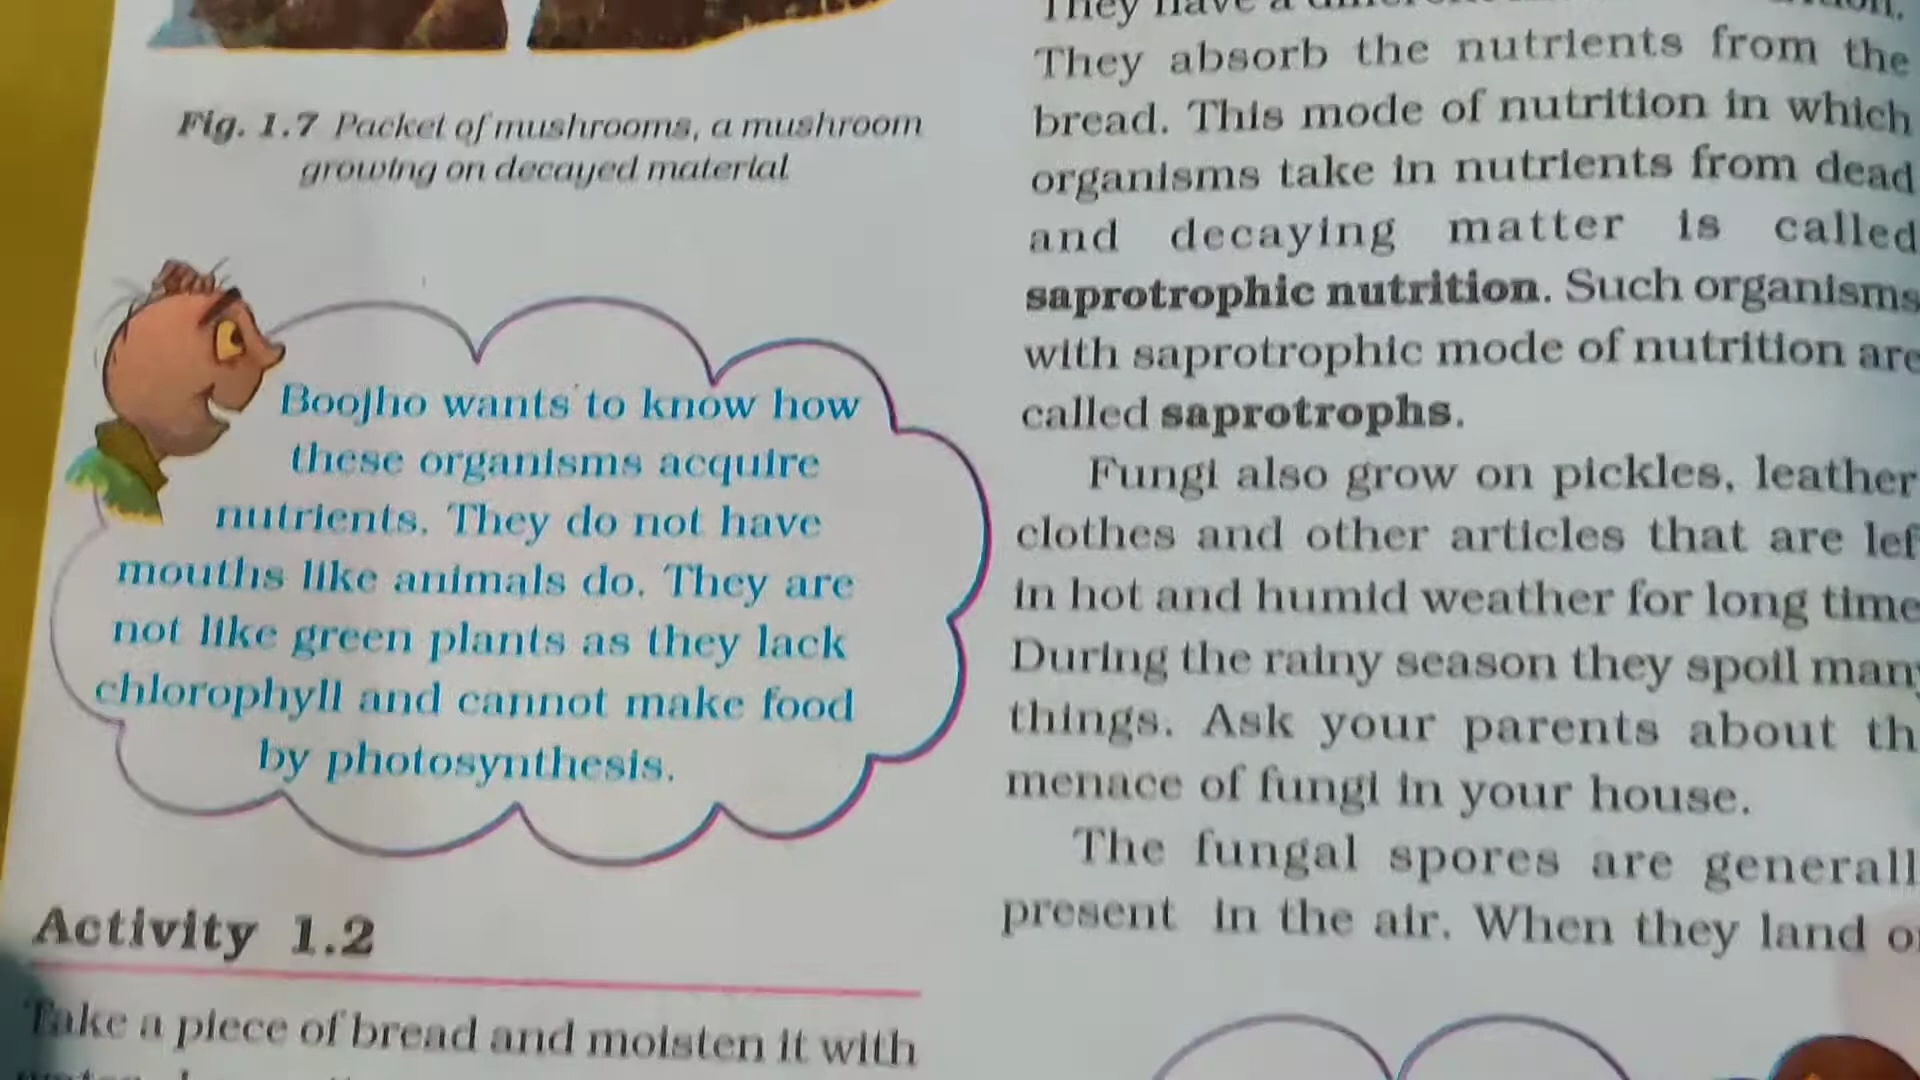 Fig. 1.7 Packet of mushrooms, a mushroom
growing on decayed material
Boojho wants to know how
these organisms acquire
nutrients. They do not have
mouths like animals do. They are
not like green plants as they lack
chlorophyll and cannot make food
by photosynthesis.
Activity 1.2
Take a piece of bread and moisten it with
They have a
They absorb the nutrients from the
bread. This mode of nutrition in which
organisms take in nutrients from dead
and decaying matter is called
saprotrophic nutrition. Such organisms
with saprotrophic mode of nutrition are
called saprotrophs.
Fungi also grow on pickles, leather
clothes and other articles that are lef
in hot and humid weather for long time
During the rainy season they spoil many
things. Ask your parents about th
menace of fungi in your house.
The fungal spores are generall
present in the air. When they land o